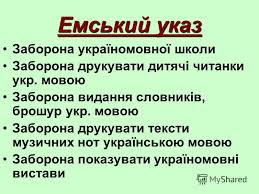 Емський указ
• Заборона україномовної школи
• Заборона друкувати дитячі читанки
укр. мовою
• Заборона видання словників,
брошур укр. мовою
• Заборона друкувати тексти
музичних нот українською мовою
• Заборона показувати україномовні
вистави
MyShared